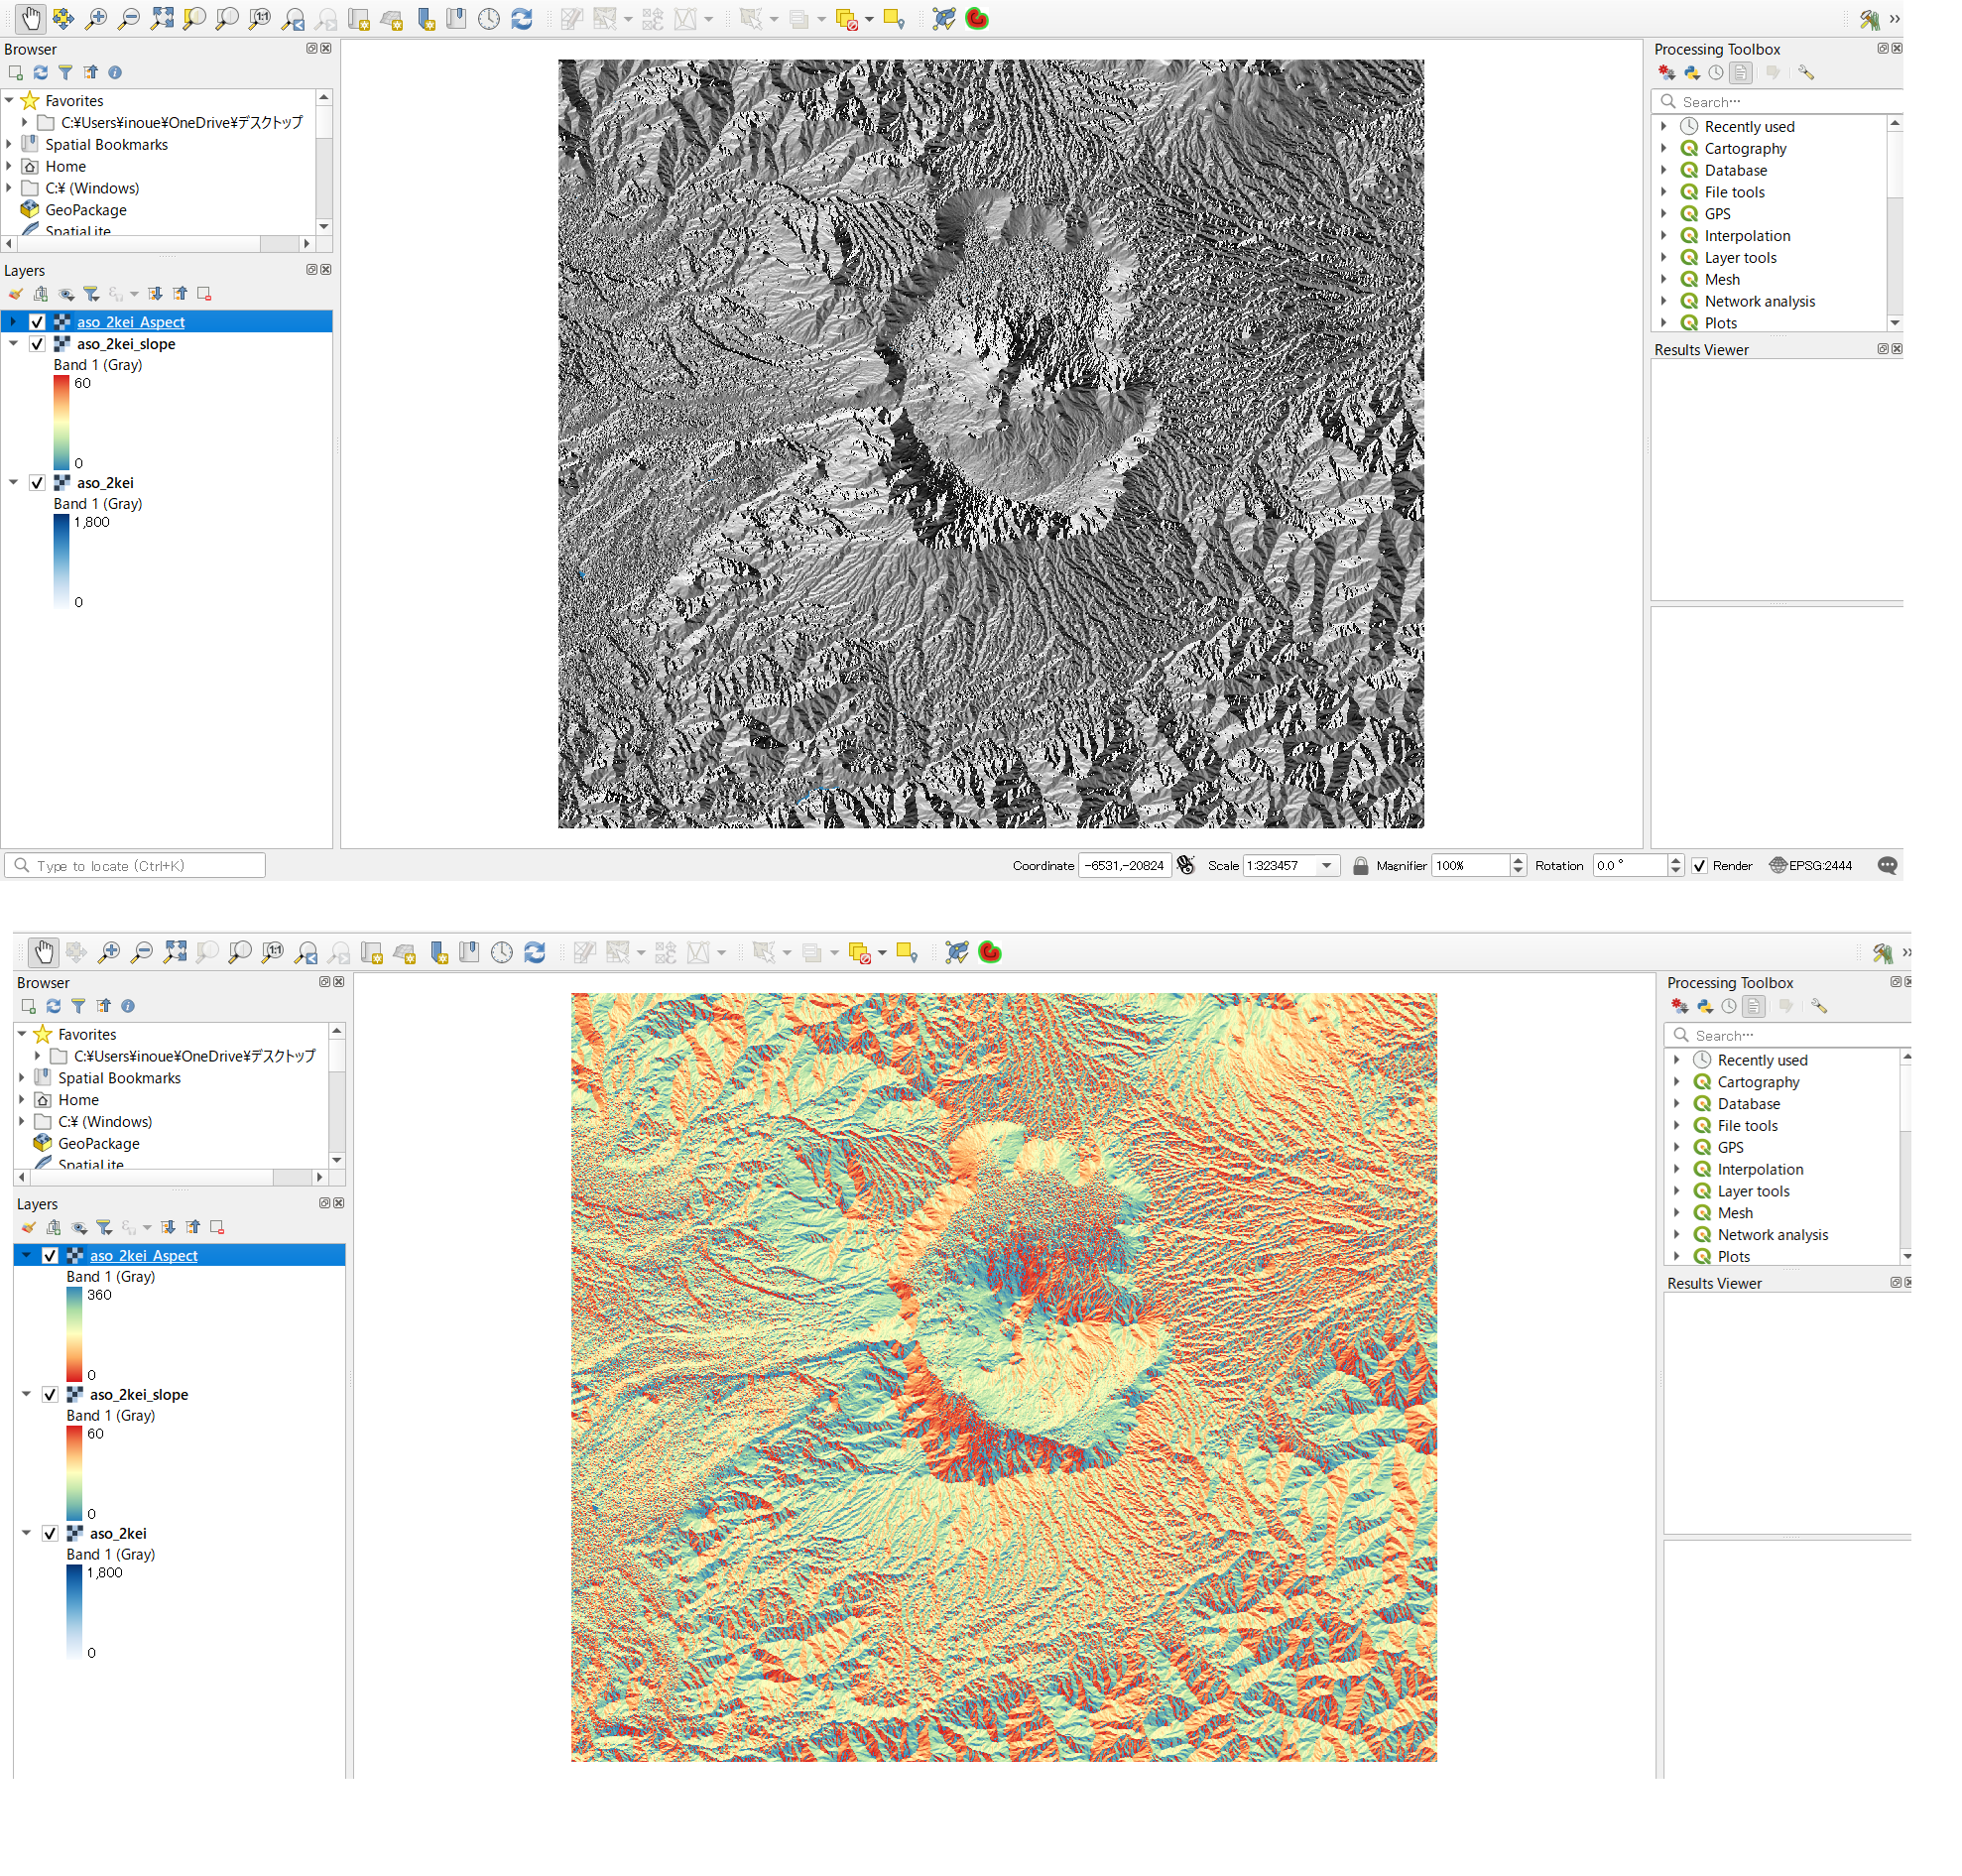 Browser
Favorites
C:¥Users¥inoue¥OneDrive¥デスクトップ
Spatial Bookmarks
Home
C:¥ (Windows)
GeoPackage
SpatiaLite
Layers
aso_2kei_Aspect
aso_2kei_slope
Band 1 (Gray)
60
0
aso_2kei
Band 1 (Gray)
1,800
0
Processing Toolbox
Search…
Recently used
Cartography
Database
File tools
GPS
Interpolation
Layer tools
Mesh
Network analysis
Plots
Results Viewer
Type to locate (Ctrl+K)
Coordinate -6531,-20824 Scale 1:323457 Magnifier 100% Rotation 0.0 ° Render EPSG:2444
Browser
Favorites
C:¥Users¥inoue¥OneDrive¥デスクトップ
Spatial Bookmarks
Home
C:¥ (Windows)
GeoPackage
SpatiaLite
Layers
aso_2kei_Aspect
Band 1 (Gray)
360
0
aso_2kei_slope
Band 1 (Gray)
60
0
aso_2kei
Band 1 (Gray)
1,800
0
Processing Toolbox
Search…
Recently used
Cartography
Database
File tools
GPS
Interpolation
Layer tools
Mesh
Network analysis
Plots
Results Viewer